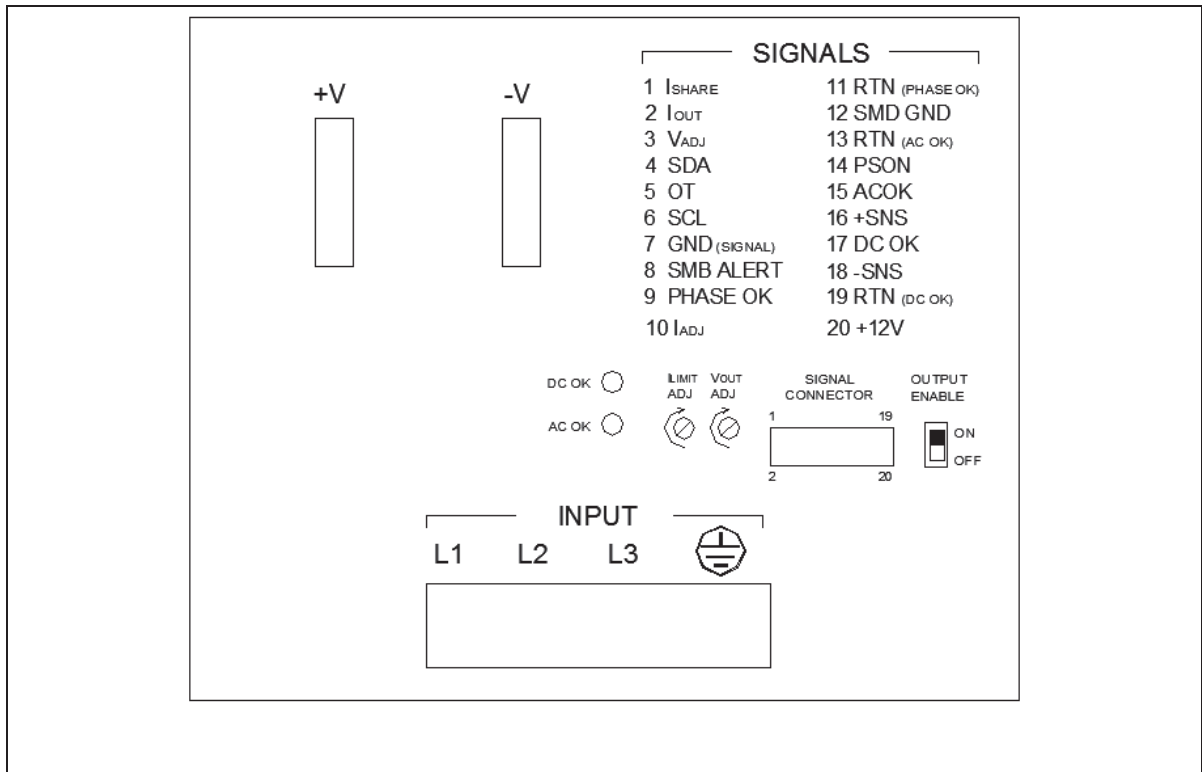 SIGNALS
+V
-V
1 ISHARE
2 IOUT
3 VADJ
4 SDA
5 OT
6 SCL
7 GND (SIGNAL)
8 SMB ALERT
9 PHASE OK
10 IADJ
11 RTN (PHASE OK)
12 SMD GND
13 RTN (AC OK)
14 PSON
15 ACOK
16 +SNS
17 DC OK
18 -SNS
19 RTN (DC OK)
20 +12V
DC OK
AC OK
ILIMIT
ADJ
VOUT
ADJ
SIGNAL
CONNECTOR
1 19
2 20
OUTPUT
ENABLE
ON
OFF
INPUT
L1 L2 L3